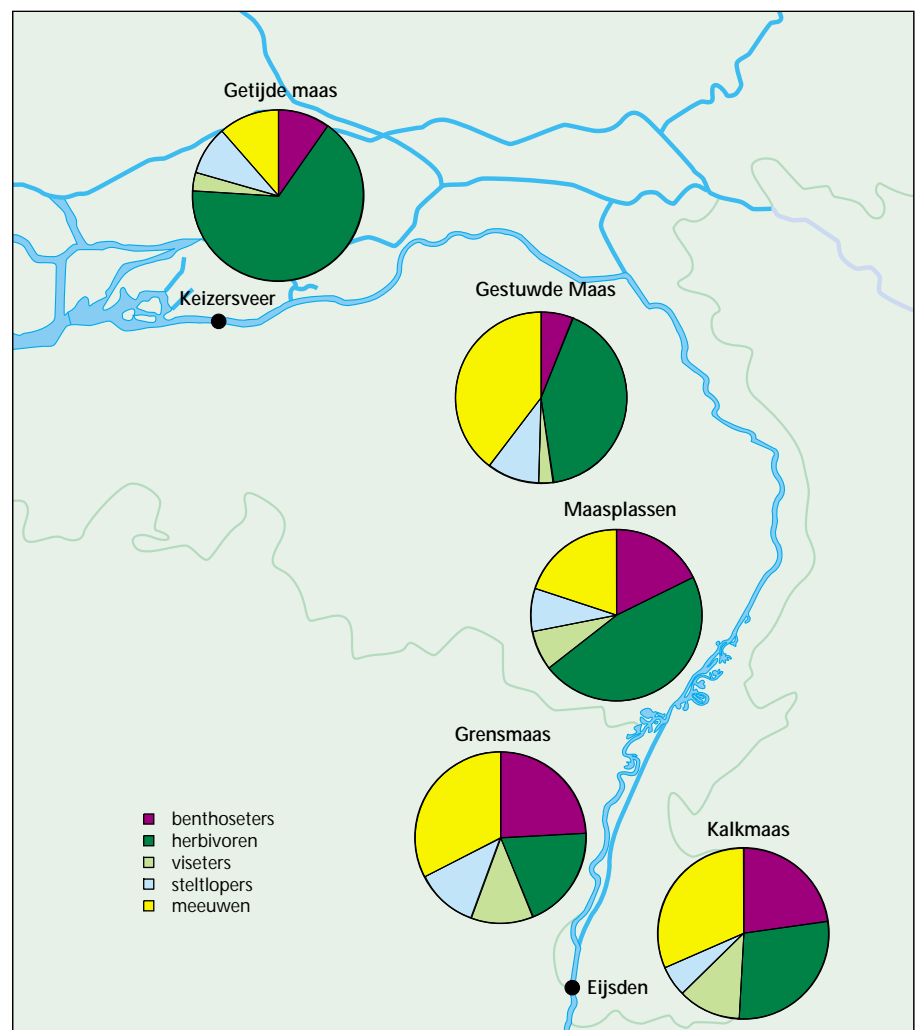 Getijde maas
Keizersveer
Gestuwde Maas
Maasplassen
Grensmaas
benthoseters
herbivoren
viseters
steltlopers
meeuwen
Kalkmaas
Eijsden